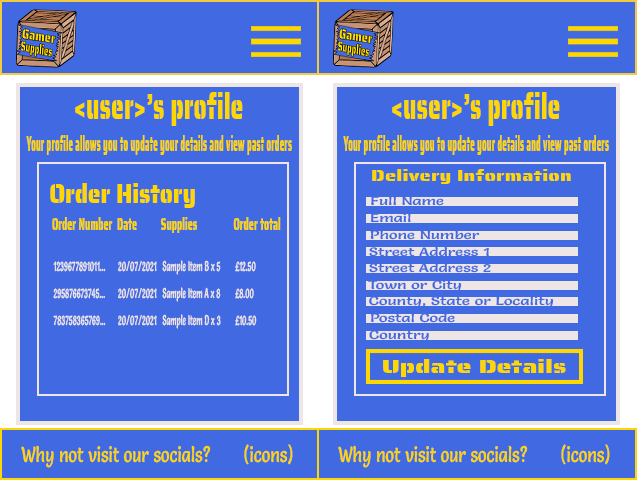 Gamer
Supplies
<user>'s profile
Your profile allows you to update your details and view past orders
Order History
Order Number Date Supplies Order total
1239677891011... 20/07/2021 Sample Item B x 5 £12.50
295876673745... 20/07/2021 Sample Item A x 8 £8.00
783758365769... 20/07/2021 Sample Item D x 3 £10.50
Why not visit our socials? (icons)
Gamer
Supplies
<user>'s profile
Your profile allows you to update your details and view past orders
Delivery Information
Full Name
Email
Phone Number
Street Address 1
Street Address 2
Town or City
County, State or Locality
Postal Code
Country
Update Details
Why not visit our socials? (icons)